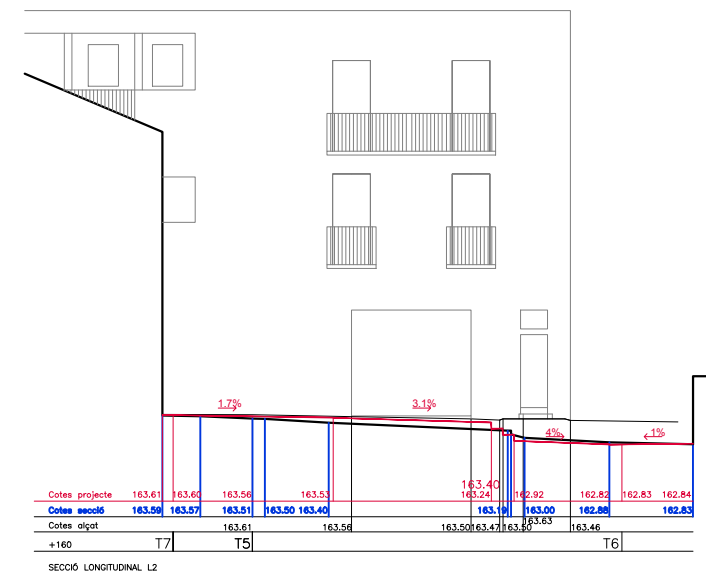 1.7% 3.1%
4% 1%
163.40
Cotes projecte 163.61 163.60 163.56 163.53 163.24 162.92 162.82 162.83 162.84
Cotes secció 163.59 163.57 163.51 163.50 163.40 163.19 163.00 162.88 162.83
Cotes alçat 163.61 163.56 163.50 163.47 163.50 163.63 163.46
+160 T7 T5 T6
SECCIÓ LONGITUDINAL L2